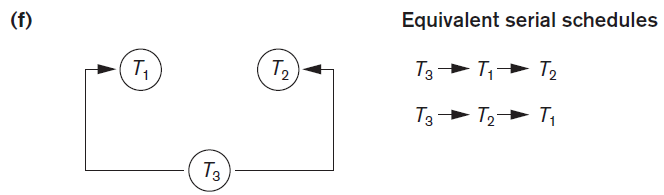 (f)
Equivalent serial schedules
T₁ T₂ T₃ → T₁ → T₂
T₃ → T₂ → T₁
T₃